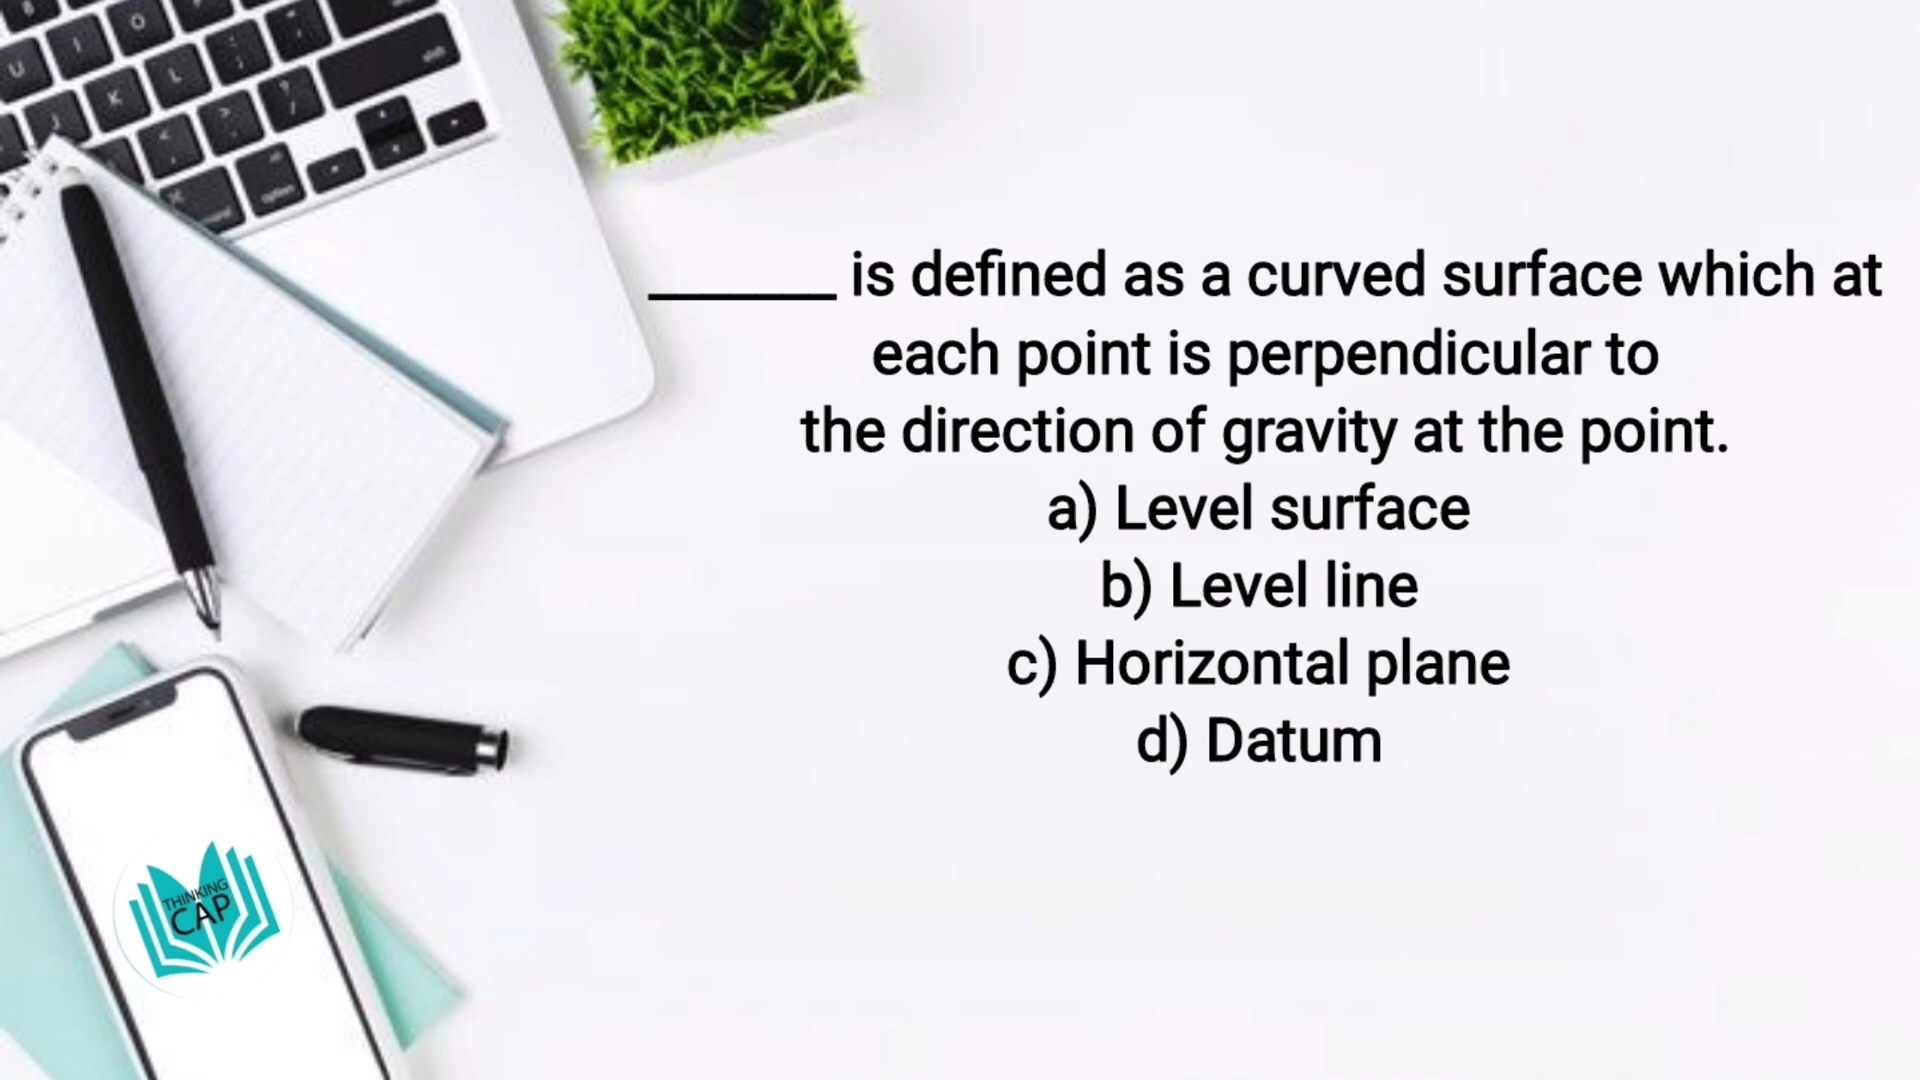 _______ is defined as a curved surface which at
each point is perpendicular to
the direction of gravity at the point.
a) Level surface
b) Level line
c) Horizontal plane
d) Datum
THINKING
CAP